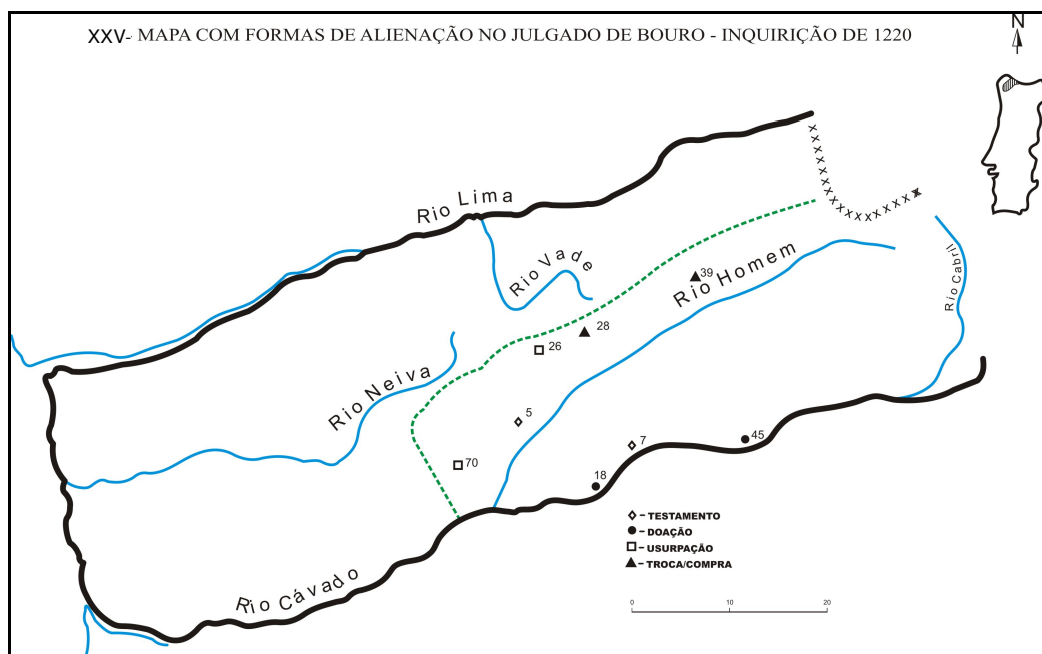 XXV- MAPA COM FORMAS DE ALIENAÇÃO NO JULGADO DE BOURO - INQUIRIÇÃO DE 1220
N
Rio Lima
Rio Vade
Rio Homem
Rio Cabril
39
28
26
Rio Neiva
5
7
45
70
18
Rio Cávado
- TESTAMENTO
- DOAÇÃO
- USURPAÇÃO
- TROCA/COMPRA
0 10 20